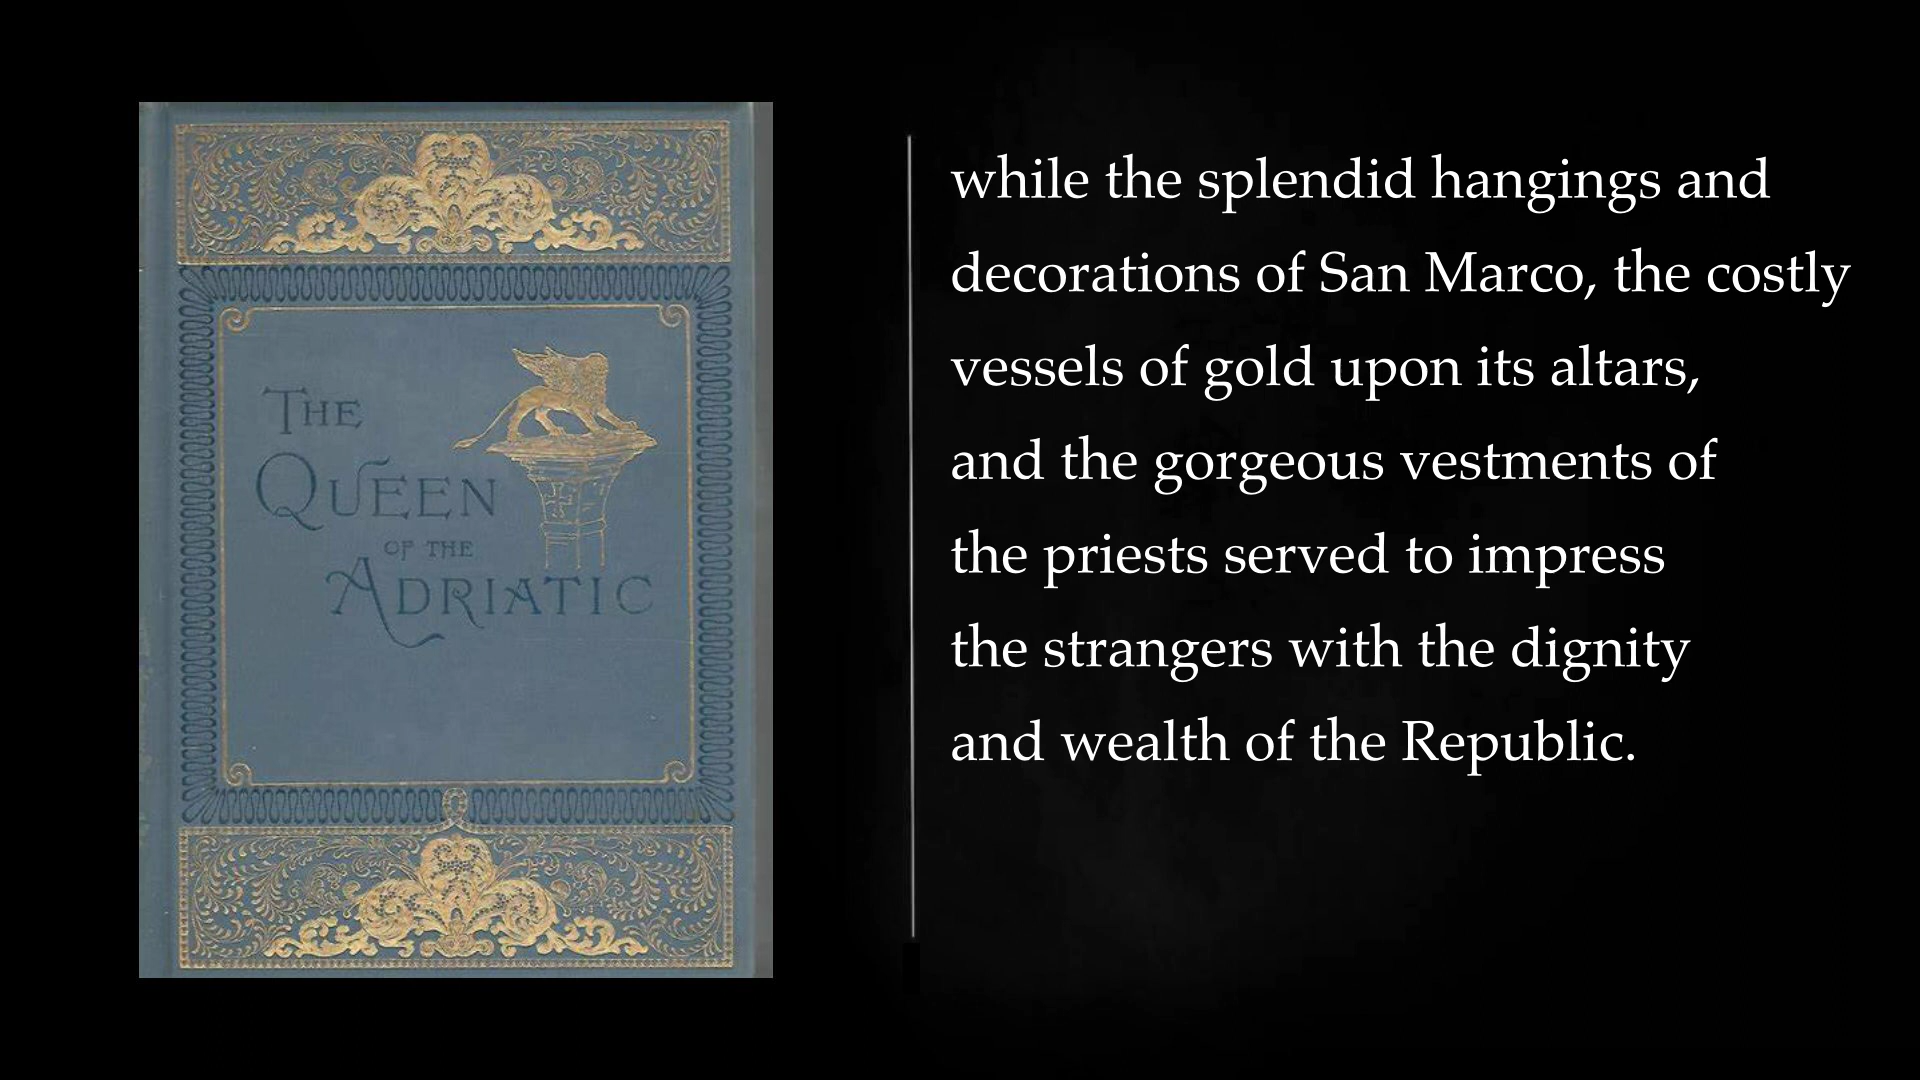 THE
QUEEN
OF THE
ADRIATIC
while the splendid hangings and
decorations of San Marco, the costly
vessels of gold upon its altars,
and the gorgeous vestments of
the priests served to impress
the strangers with the dignity
and wealth of the Republic.